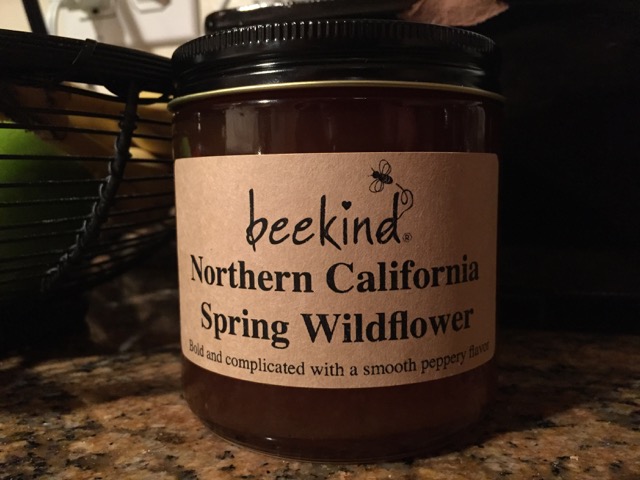 beekind®
Northern California
Spring Wildflower
Bold and complicated with a smooth peppery flavor